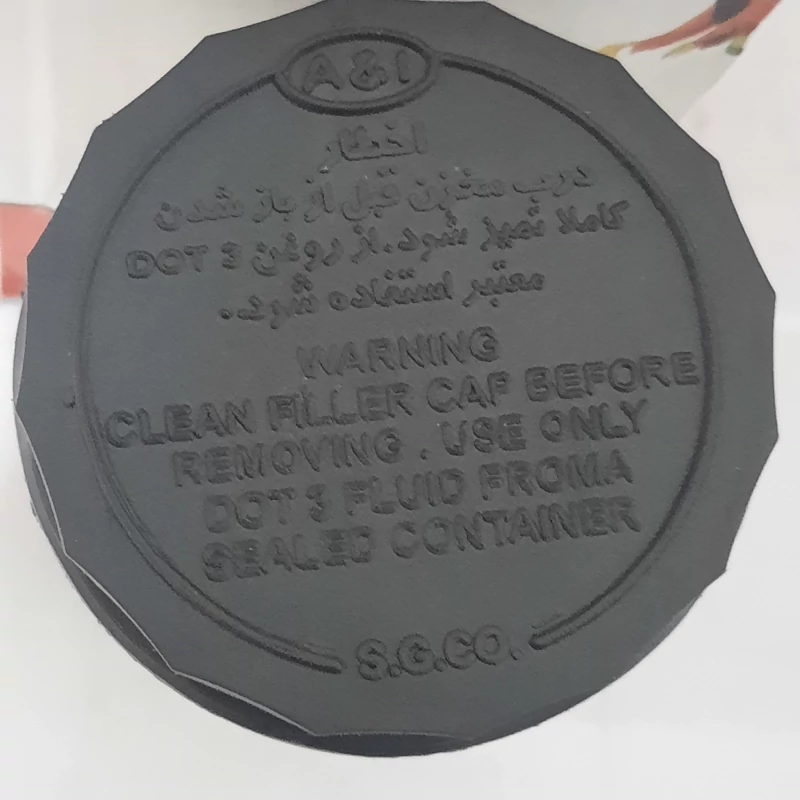 A & I
اخطار
درب مخزن قبل از باز شدن
کاملا تمیز شود. از روغن DOT 3
معتبر استفاده شود.
WARNING
CLEAN FILLER CAP BEFORE
REMOVING . USE ONLY
DOT 3 FLUID FROMA
SEALED CONTAINER
S.G.CO.